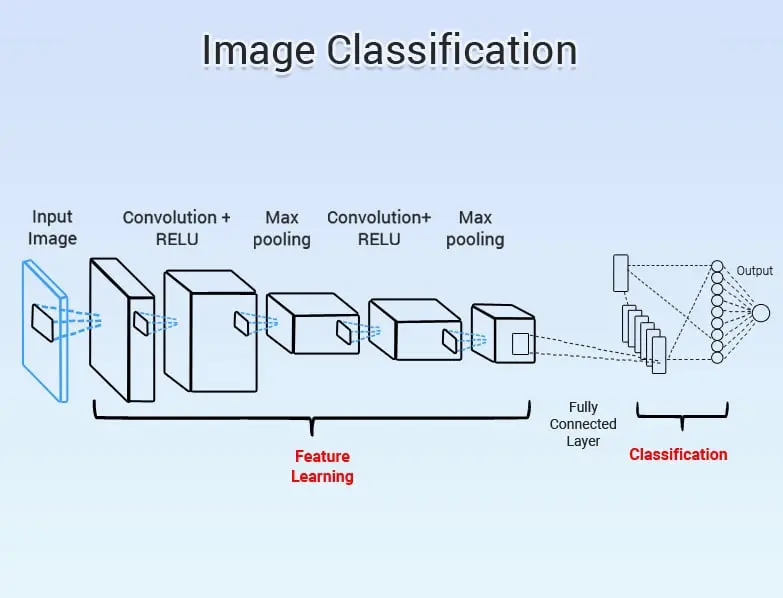 Image Classification
Input
Image
Convolution +
RELU
Max
pooling
Convolution+
RELU
Max
pooling
Output
Fully
Connected
Layer
Feature
Learning
Classification